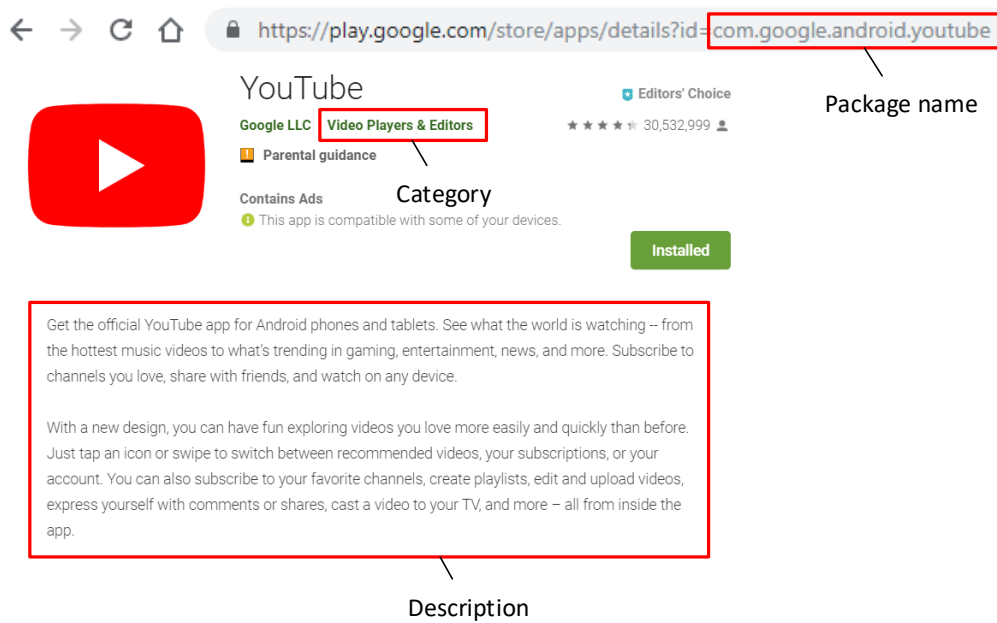 https://play.google.com/store/apps/details?id=com.google.android.youtube
Package name
YouTube
Editors' Choice
Google LLC Video Players & Editors
30,532,999
! Parental guidance
Category
Contains Ads
This app is compatible with some of your devices.
Installed
Get the official YouTube app for Android phones and tablets. See what the world is watching -- from
the hottest music videos to what's trending in gaming, entertainment, news, and more. Subscribe to
channels you love, share with friends, and watch on any device.
With a new design, you can have fun exploring videos you love more easily and quickly than before.
Just tap an icon or swipe to switch between recommended videos, your subscriptions, or your
account. You can also subscribe to your favorite channels, create playlists, edit and upload videos,
express yourself with comments or shares, cast a video to your TV, and more – all from inside the
app.
Description